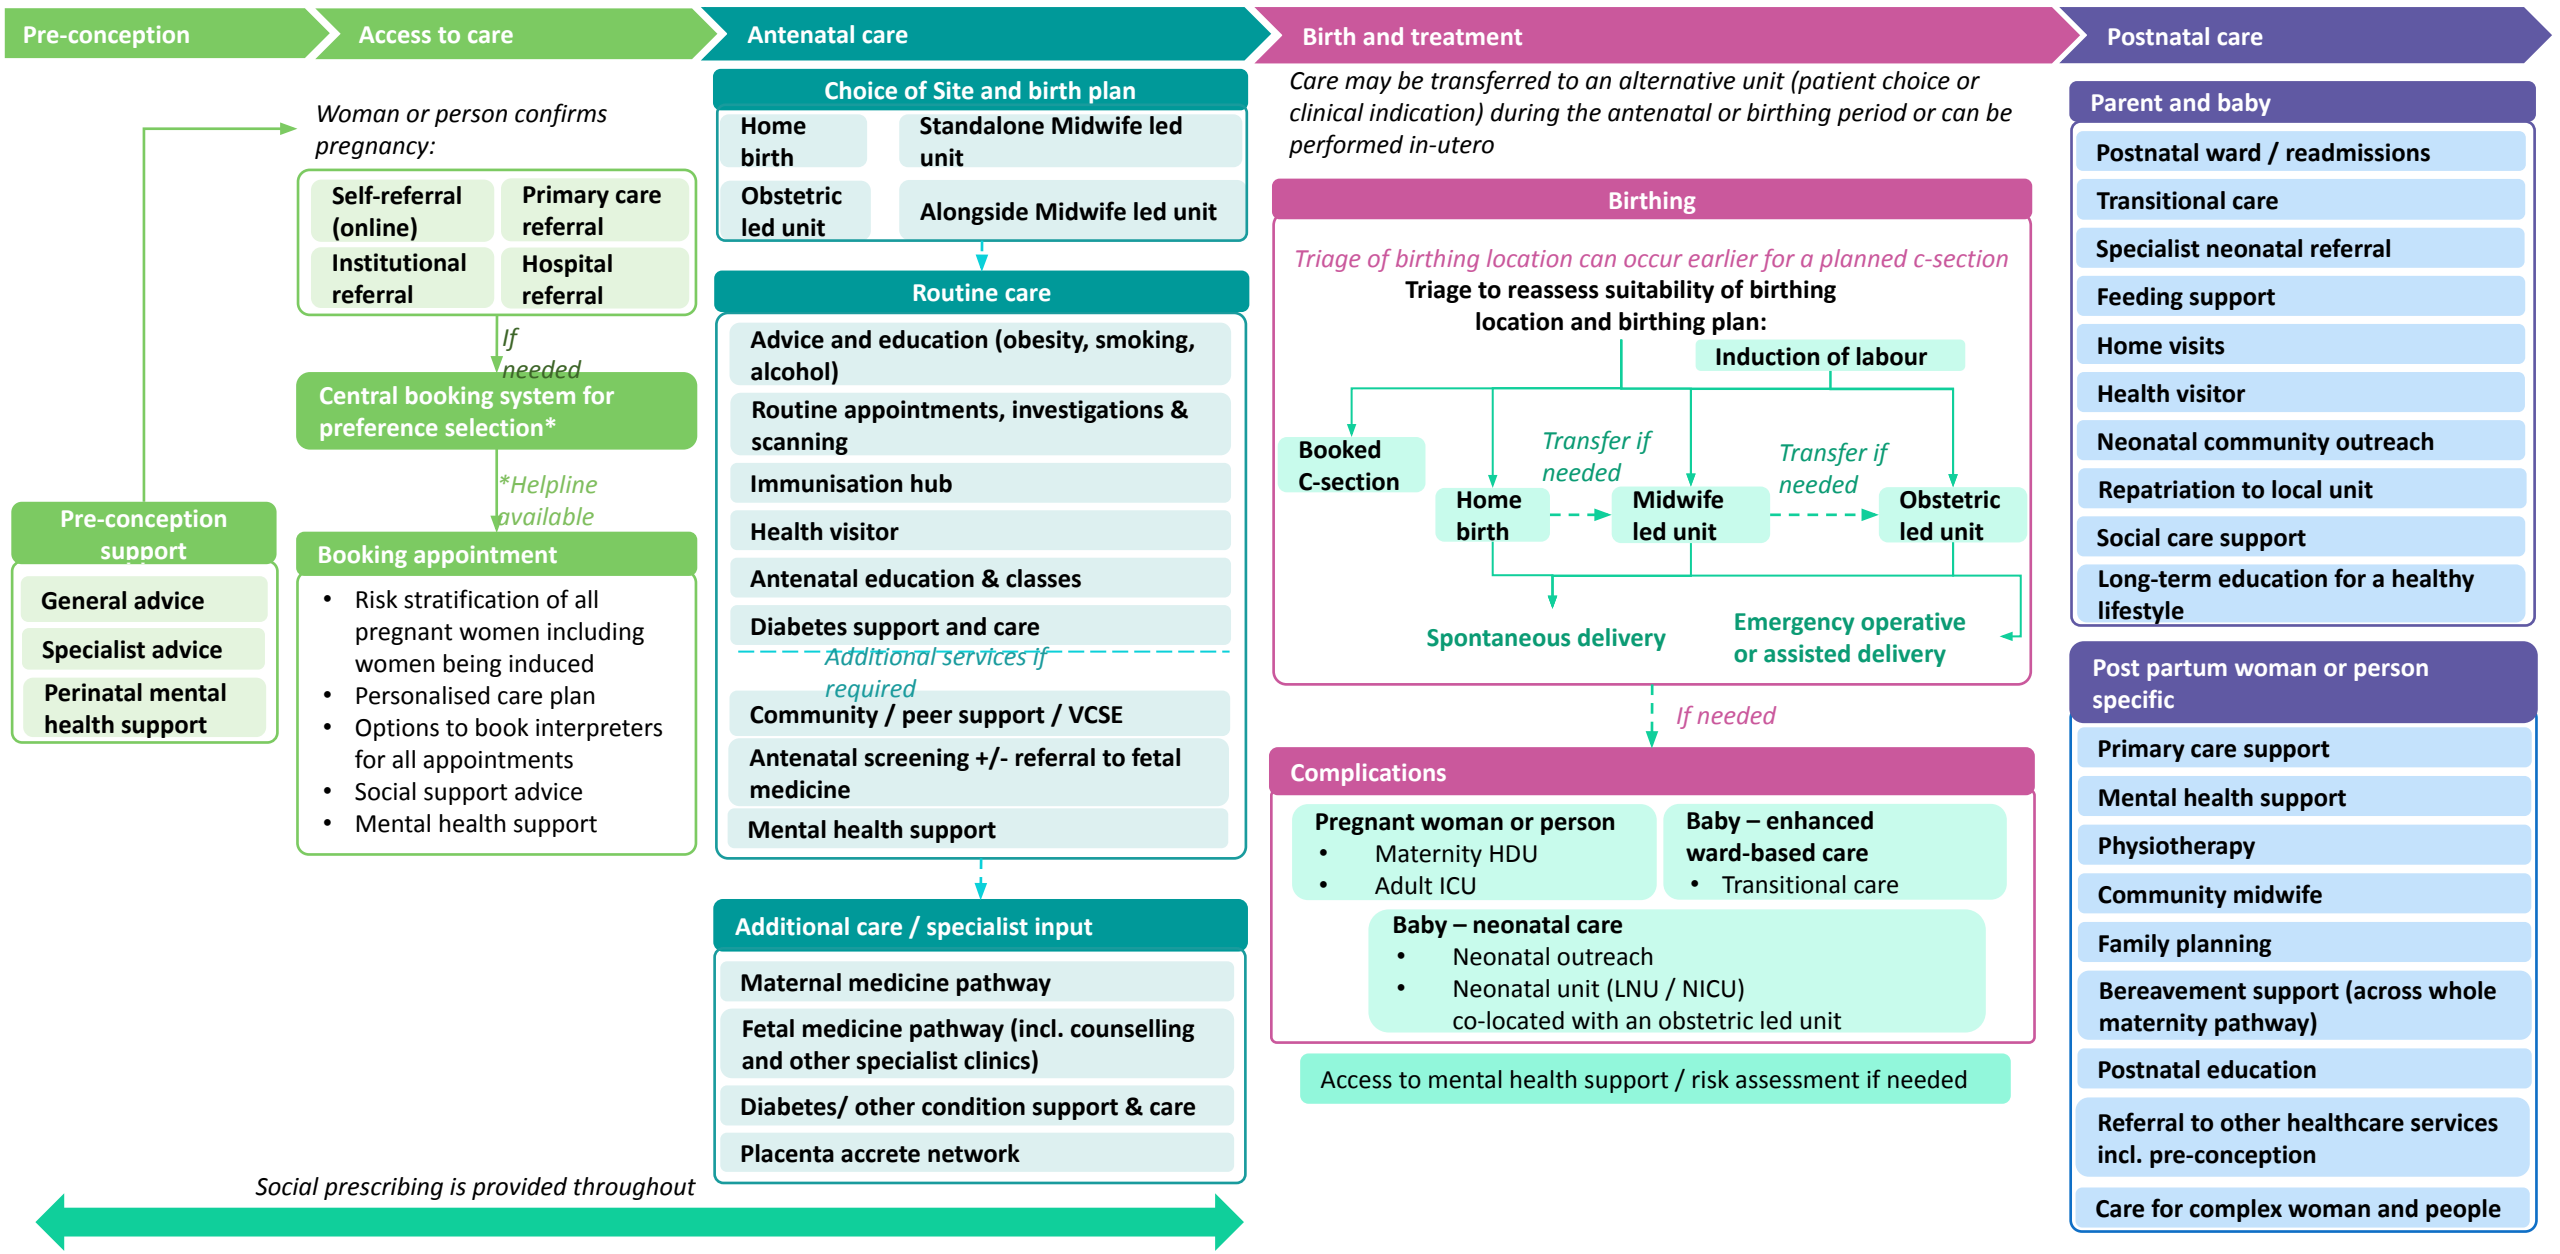 Pre-conception
Access to care
Antenatal care
Birth and treatment
Postnatal care
Pre-conception
support
General advice
Specialist advice
Perinatal mental
health support
Woman or person confirms
pregnancy:
Self-referral
(online)
Primary care
referral
Institutional
referral
Hospital
referral
If
needed
Central booking system for
preference selection*
*Helpline
available
Booking appointment
• Risk stratification of all
pregnant women including
women being induced
• Personalised care plan
• Options to book interpreters
for all appointments
• Social support advice
• Mental health support
Choice of Site and birth plan
Home
birth
Standalone Midwife led
unit
Obstetric
led unit
Alongside Midwife led unit
Routine care
Advice and education (obesity, smoking,
alcohol)
Routine appointments, investigations &
scanning
Immunisation hub
Health visitor
Antenatal education & classes
Diabetes support and care
Additional services if
required
Community / peer support / VCSE
Antenatal screening +/- referral to fetal
medicine
Mental health support
Additional care / specialist input
Maternal medicine pathway
Fetal medicine pathway (incl. counselling
and other specialist clinics)
Diabetes/ other condition support & care
Placenta accrete network
Social prescribing is provided throughout
Care may be transferred to an alternative unit (patient choice or
clinical indication) during the antenatal or birthing period or can be
performed in-utero
Birthing
Triage of birthing location can occur earlier for a planned c-section
Triage to reassess suitability of birthing
location and birthing plan:
Induction of labour
Booked
C-section
Home
birth
Transfer if
needed
Midwife
led unit
Transfer if
needed
Obstetric
led unit
Spontaneous delivery
Emergency operative
or assisted delivery
If needed
Complications
Pregnant woman or person
• Maternity HDU
• Adult ICU
Baby – enhanced
ward-based care
• Transitional care
Baby – neonatal care
• Neonatal outreach
• Neonatal unit (LNU / NICU)
co-located with an obstetric led unit
Access to mental health support / risk assessment if needed
Parent and baby
Postnatal ward / readmissions
Transitional care
Specialist neonatal referral
Feeding support
Home visits
Health visitor
Neonatal community outreach
Repatriation to local unit
Social care support
Long-term education for a healthy
lifestyle
Post partum woman or person
specific
Primary care support
Mental health support
Physiotherapy
Community midwife
Family planning
Bereavement support (across whole
maternity pathway)
Postnatal education
Referral to other healthcare services
incl. pre-conception
Care for complex woman and people